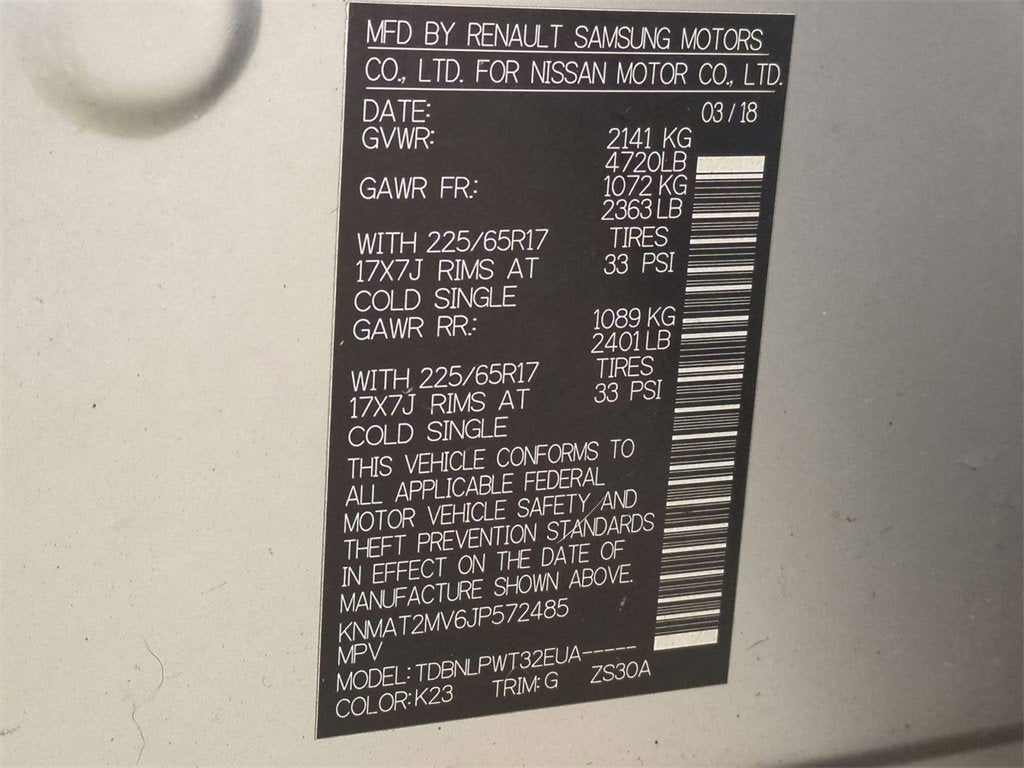 MFD BY RENAULT SAMSUNG MOTORS
CO., LTD. FOR NISSAN MOTOR CO., LTD.
DATE: 03/18
GVWR: 2141 KG
4720LB
GAWR FR.: 1072 KG
2363 LB
WITH 225/65R17 TIRES
17X7J RIMS AT 33 PSI
COLD SINGLE
GAWR RR.: 1089 KG
2401 LB
WITH 225/65R17 TIRES
17X7J RIMS AT 33 PSI
COLD SINGLE
THIS VEHICLE CONFORMS TO
ALL APPLICABLE FEDERAL
MOTOR VEHICLE SAFETY AND
THEFT PREVENTION STANDARDS
IN EFFECT ON THE DATE OF
MANUFACTURE SHOWN ABOVE.
KNMAT2MV6JP572485
MPV
MODEL: TDBNLPWT32EUA-----
COLOR: K23 TRIM: G ZS30A